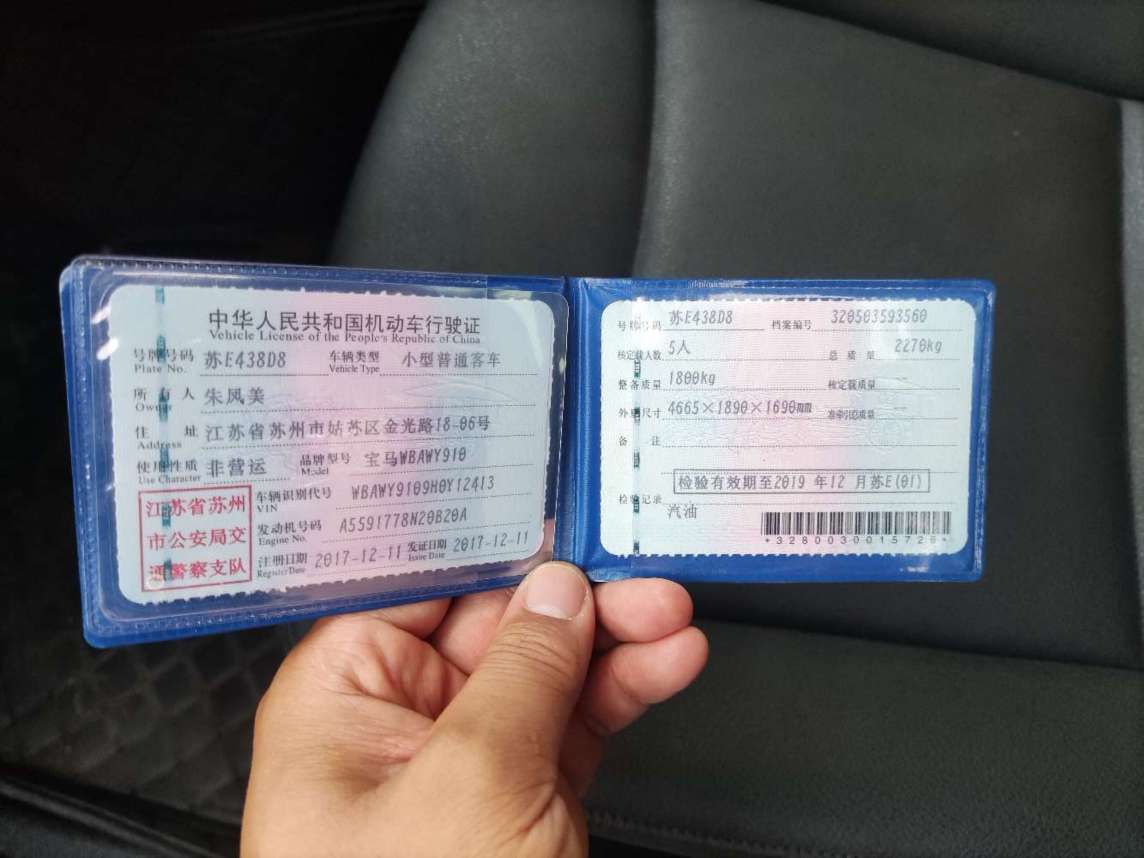 中华人民共和国机动车行驶证
Vehicle License of the People's Republic of China
号牌号码 苏E438D8 车辆类型 小型普通客车
Plate No. Vehicle Type
所有人 朱凤美
Owner
住址 江苏省苏州市姑苏区金光路18-06号
Address
使用性质 非营运 品牌型号 宝马WBAWY910
Use Character Model
江苏省苏州
市公安局交
通警察支队
车辆识别代号 WBAWY9109H0Y12413
VIN
发动机号码 A5591778N20B20A
Engine No.
注册日期 2017-12-11 发证日期 2017-12-11
Register Date Issue Date
号牌号码 苏E438D8 档案编号 320503593560
核定载人数 5人 总质量 2270kg
整备质量 1800kg 核定载质量 --
外廓尺寸 4665×1890×1690mm 准牵引总质量 --
备注
检验有效期至2019 年12 月苏E(01)
检验记录
汽油
*3280030015726*